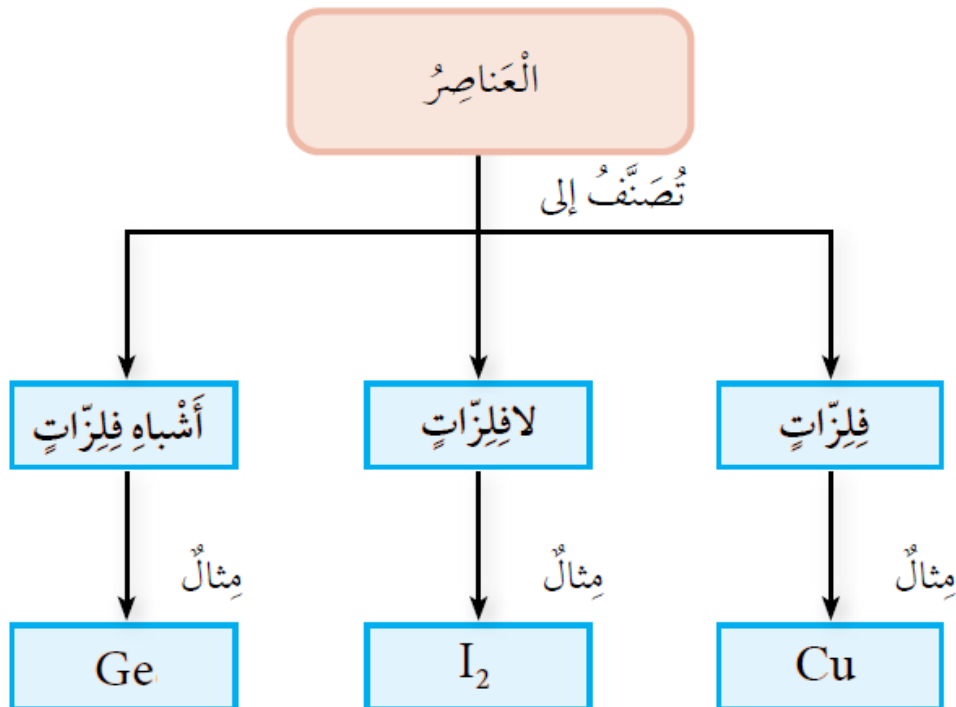 الْعَناصِرُ
تُصَنَّفُ إلى
فِلِزّاتٍ
لافِلِزّاتٍ
أَشْباهِ فِلِزّاتٍ
مِثالٌ
مِثالٌ
مِثالٌ
Cu
I₂
Ge